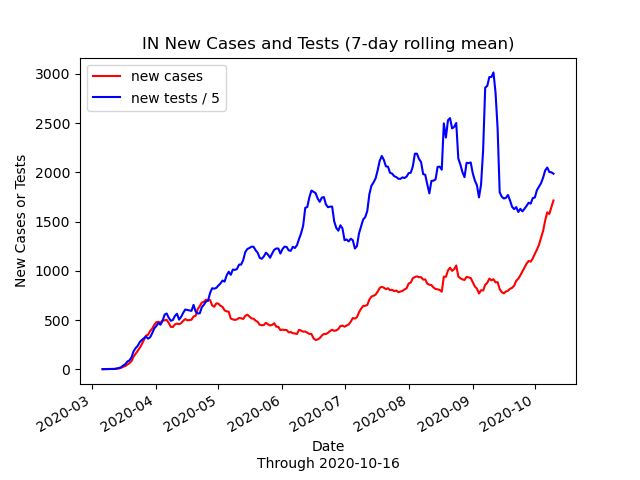 IN New Cases and Tests (7-day rolling mean)
new cases
new tests / 5
New Cases or Tests
3000
2500
2000
1500
1000
500
0
2020-03
2020-04
2020-05
2020-06
2020-07
2020-08
2020-09
2020-10
Date
Through 2020-10-16